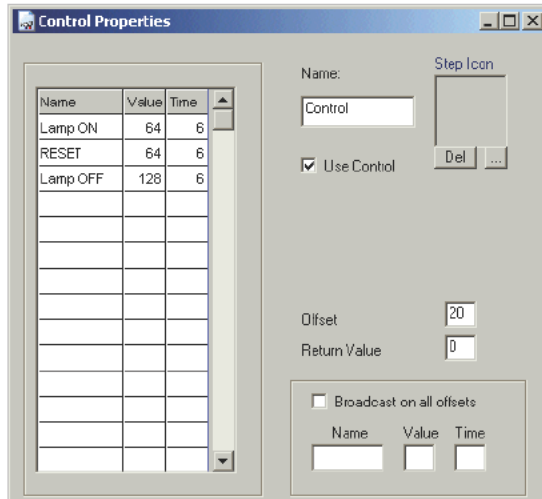 Control Properties
Name Value Time
Lamp ON 64 6
RESET 64 6
Lamp OFF 128 6
Name:
Control
Step Icon
Del ...
Use Control
Offset 20
Return Value 0
Broadcast on all offsets
Name Value Time